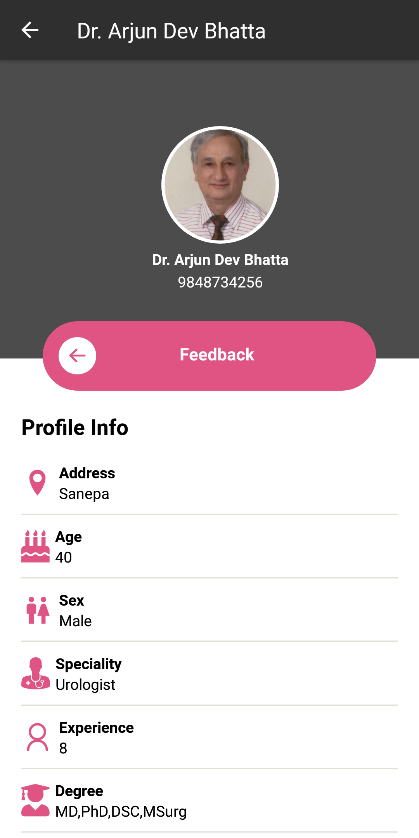 Dr. Arjun Dev Bhatta
Dr. Arjun Dev Bhatta
9848734256
Feedback
Profile Info
Address
Sanepa
Age
40
Sex
Male
Speciality
Urologist
Experience
8
Degree
MD,PhD,DSC,MSurg